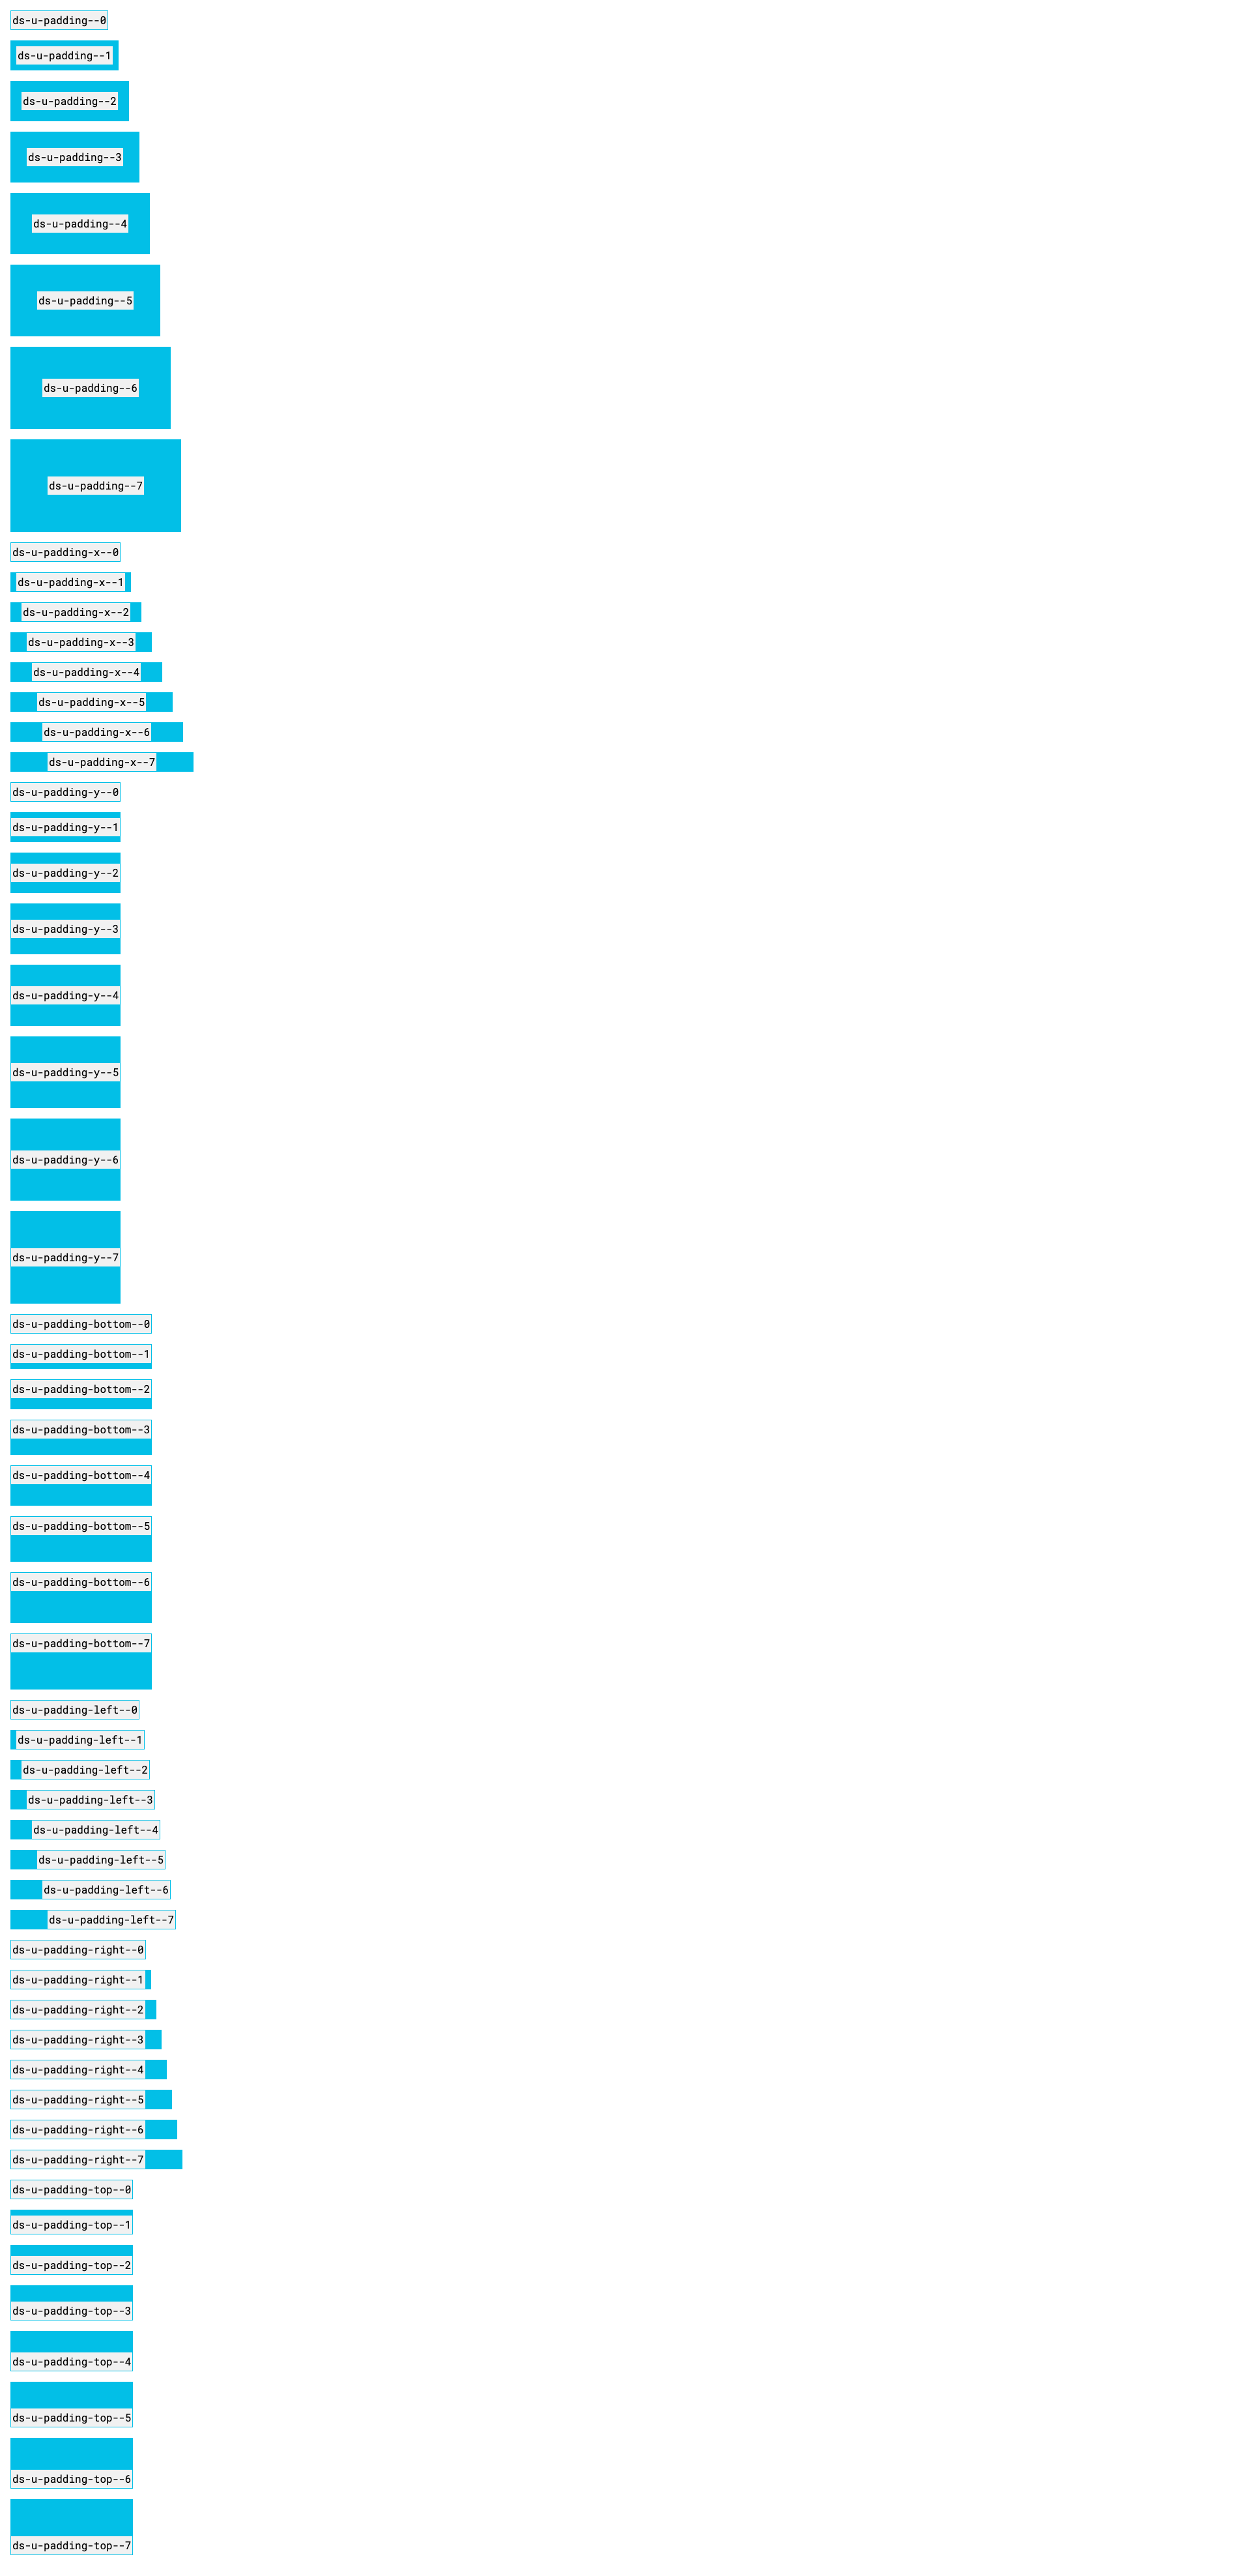 ds-u-padding--0
ds-u-padding--1
ds-u-padding--2
ds-u-padding--3
ds-u-padding--4
ds-u-padding--5
ds-u-padding--6
ds-u-padding--7
ds-u-padding-x--0
ds-u-padding-x--1
ds-u-padding-x--2
ds-u-padding-x--3
ds-u-padding-x--4
ds-u-padding-x--5
ds-u-padding-x--6
ds-u-padding-x--7
ds-u-padding-y--0
ds-u-padding-y--1
ds-u-padding-y--2
ds-u-padding-y--3
ds-u-padding-y--4
ds-u-padding-y--5
ds-u-padding-y--6
ds-u-padding-y--7
ds-u-padding-bottom--0
ds-u-padding-bottom--1
ds-u-padding-bottom--2
ds-u-padding-bottom--3
ds-u-padding-bottom--4
ds-u-padding-bottom--5
ds-u-padding-bottom--6
ds-u-padding-bottom--7
ds-u-padding-left--0
ds-u-padding-left--1
ds-u-padding-left--2
ds-u-padding-left--3
ds-u-padding-left--4
ds-u-padding-left--5
ds-u-padding-left--6
ds-u-padding-left--7
ds-u-padding-right--0
ds-u-padding-right--1
ds-u-padding-right--2
ds-u-padding-right--3
ds-u-padding-right--4
ds-u-padding-right--5
ds-u-padding-right--6
ds-u-padding-right--7
ds-u-padding-top--0
ds-u-padding-top--1
ds-u-padding-top--2
ds-u-padding-top--3
ds-u-padding-top--4
ds-u-padding-top--5
ds-u-padding-top--6
ds-u-padding-top--7